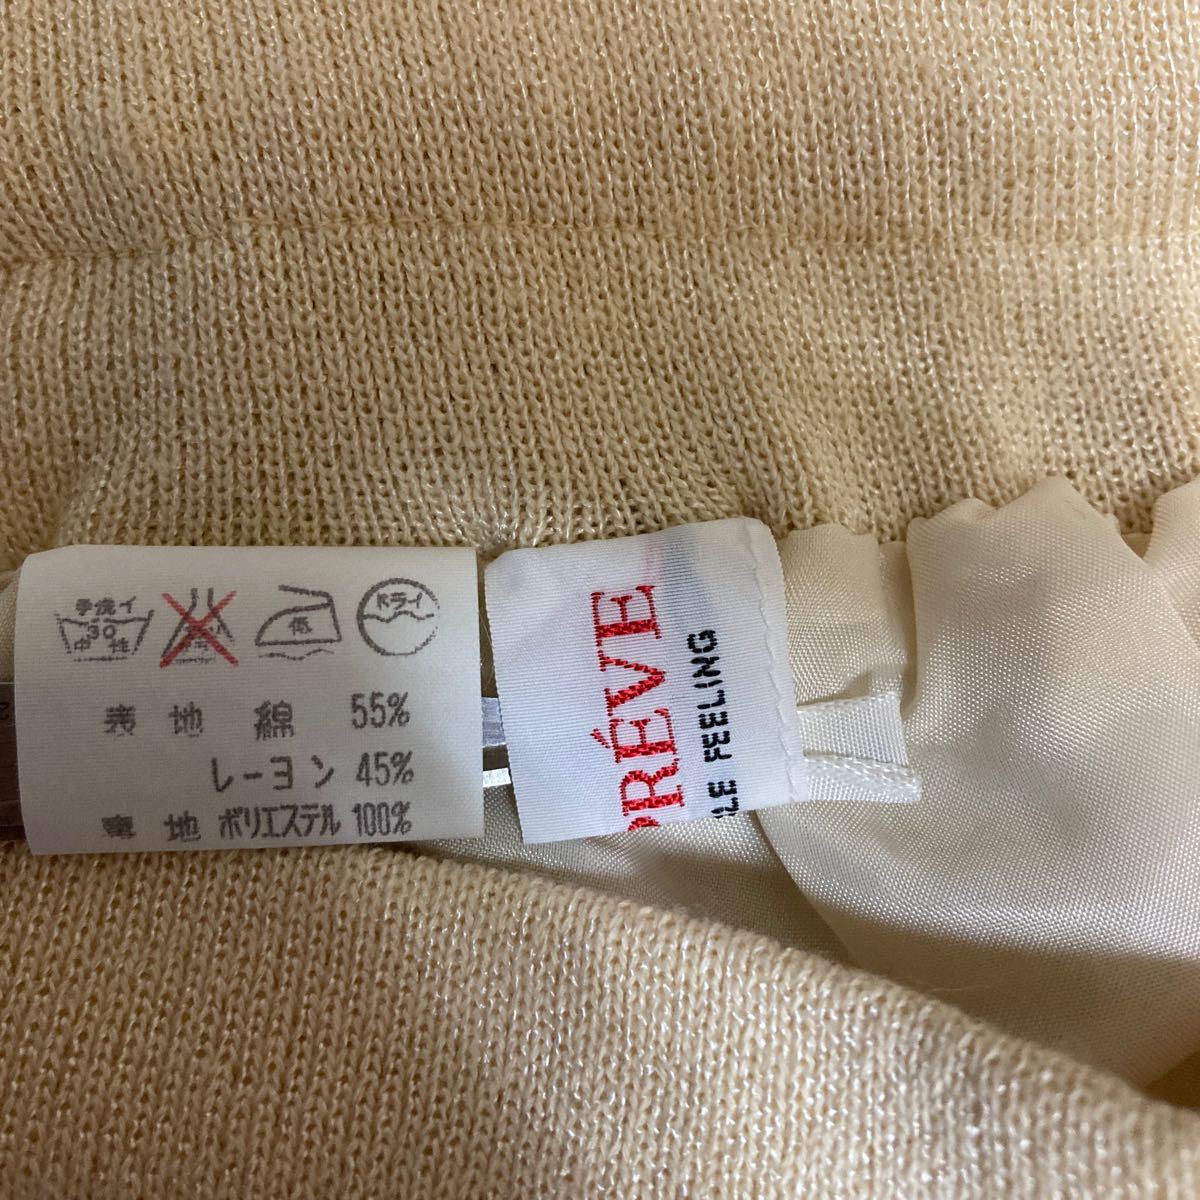 手洗イ
30
中性
低
ドライ
表地 綿 55%
レーヨン 45%
裏地 ポリエステル 100%
PRÉVE
FEELING